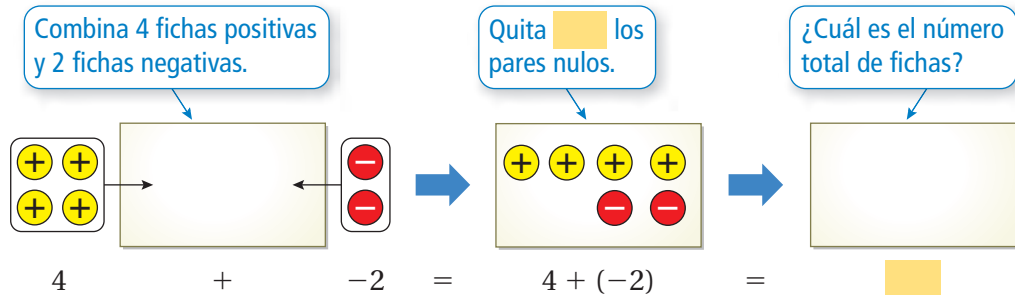 Combina 4 fichas positivas
y 2 fichas negativas.
Quita los
pares nulos.
¿Cuál es el número
total de fichas?
+ +
+ +
−
−
+ + + +
− −
4 + −2 = 4 + (−2) =